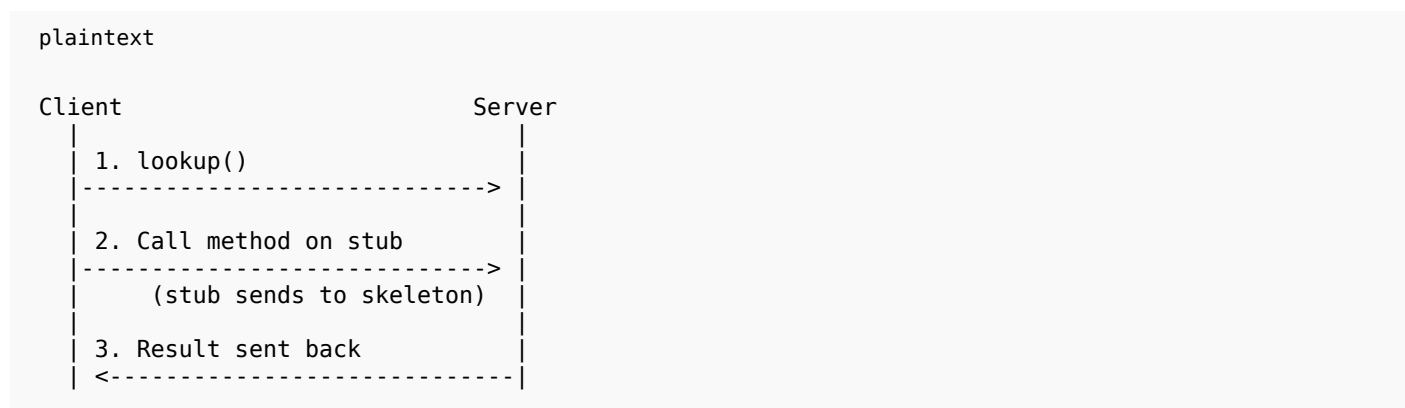 plaintext
Client Server
1. lookup()
2. Call method on stub
(stub sends to skeleton)
3. Result sent back